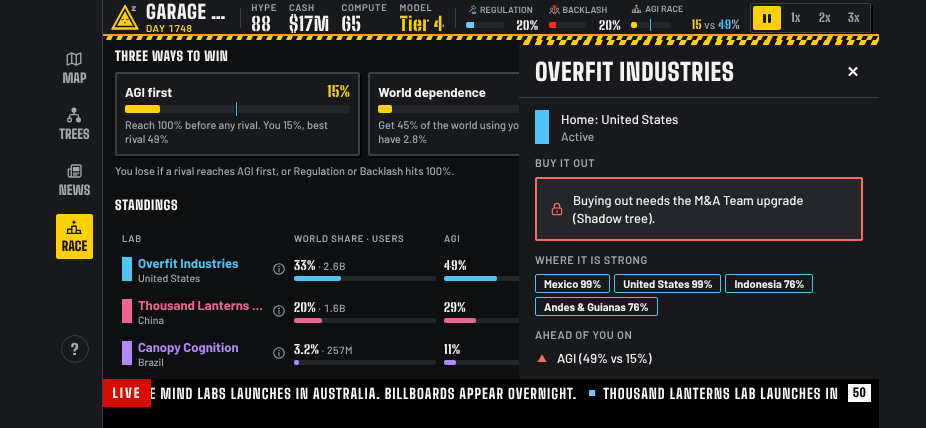 Z
GARAGE ...
DAY 1748
HYPE
88
CASH
$17M
COMPUTE
65
MODEL
Tier 4
REGULATION
20%
BACKLASH
20%
AGI RACE
15 vs 49%
1x
2x
3x
MAP
TREES
NEWS
RACE
?
THREE WAYS TO WIN
AGI first
15%
Reach 100% before any rival. You 15%, best
rival 49%
World dependence
Get 45% of the world using yo
have 2.8%
You lose if a rival reaches AGI first, or Regulation or Backlash hits 100%.
STANDINGS
LAB
WORLD SHARE · USERS
AGI
Overfit Industries
United States
33% · 2.6B
49%
Thousand Lanterns ...
China
20% · 1.6B
29%
Canopy Cognition
Brazil
3.2% · 257M
11%
OVERFIT INDUSTRIES
Home: United States
Active
BUY IT OUT
Buying out needs the M&A Team upgrade
(Shadow tree).
WHERE IT IS STRONG
Mexico 99%
United States 99%
Indonesia 76%
Andes & Guianas 76%
AHEAD OF YOU ON
AGI (49% vs 15%)
LIVE
E MIND LABS LAUNCHES IN AUSTRALIA. BILLBOARDS APPEAR OVERNIGHT.
THOUSAND LANTERNS LAB LAUNCHES IN
50